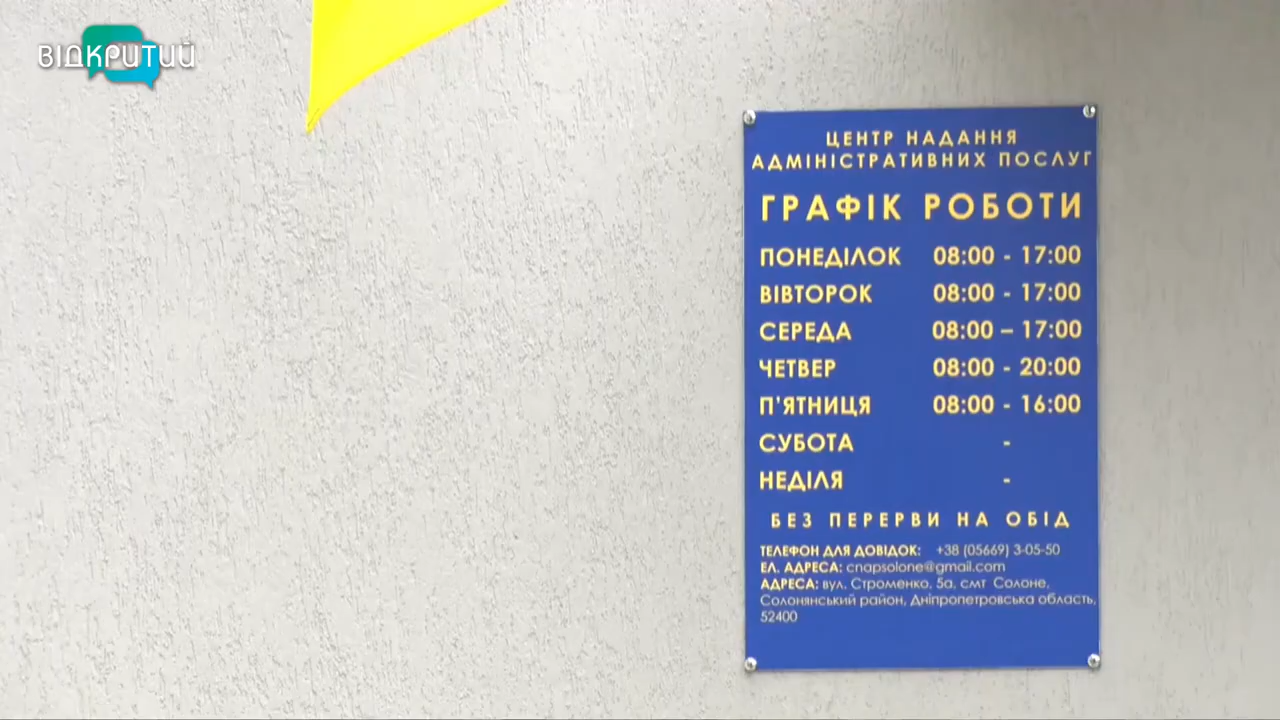 ВІДКРИТИЙ
ЦЕНТР НАДАННЯ
АДМІНІСТРАТИВНИХ ПОСЛУГ
ГРАФІК РОБОТИ
ПОНЕДІЛОК 08:00 - 17:00
ВІВТОРОК 08:00 - 17:00
СЕРЕДА 08:00 – 17:00
ЧЕТВЕР 08:00 - 20:00
П'ЯТНИЦЯ 08:00 - 16:00
СУБОТА -
НЕДІЛЯ -
БЕЗ ПЕРЕРВИ НА ОБІД
ТЕЛЕФОН ДЛЯ ДОВІДОК: +38 (05669) 3-05-50
ЕЛ. АДРЕСА: cnapsolone@gmail.com
АДРЕСА: вул. Строменко, 5а, смт Солоне,
Солонянський район, Дніпропетровська область,
52400